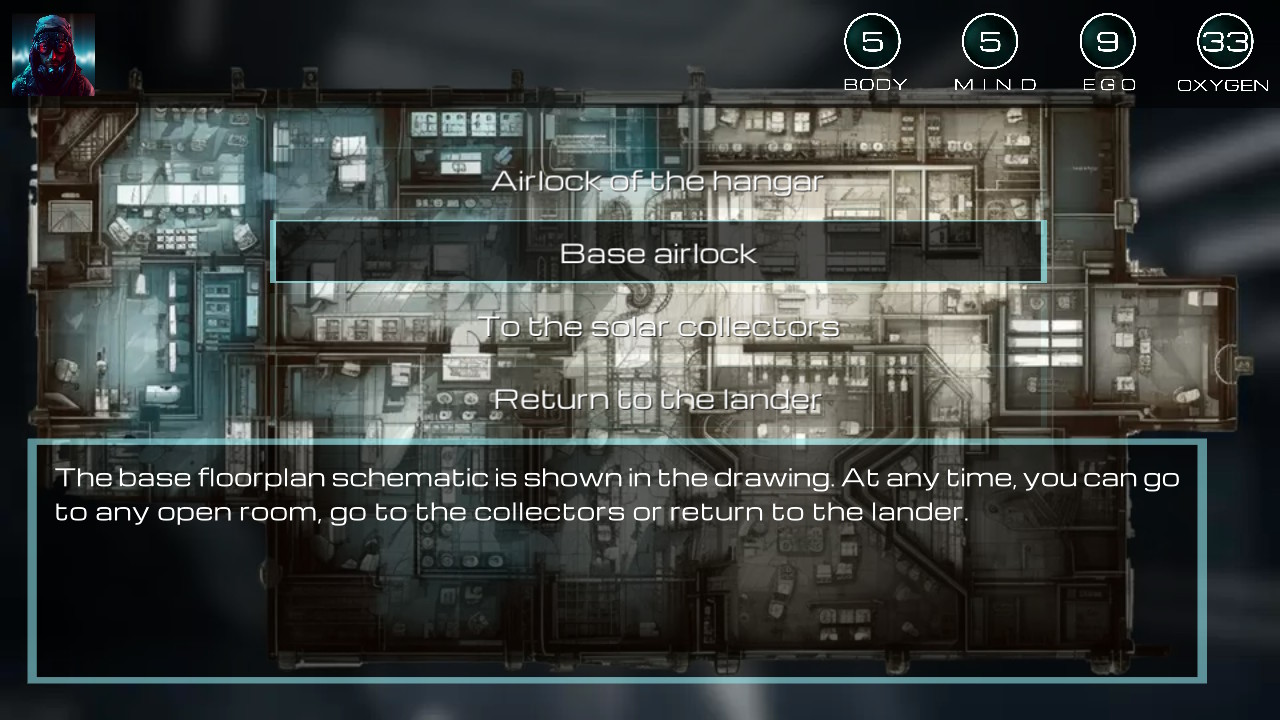 5
5
9
33
BODY
MIND
EGO
OXYGEN
Airlock of the hangar
Base airlock
To the solar collectors
Return to the lander
The base floorplan schematic is shown in the drawing. At any time, you can go
to any open room, go to the collectors or return to the lander.